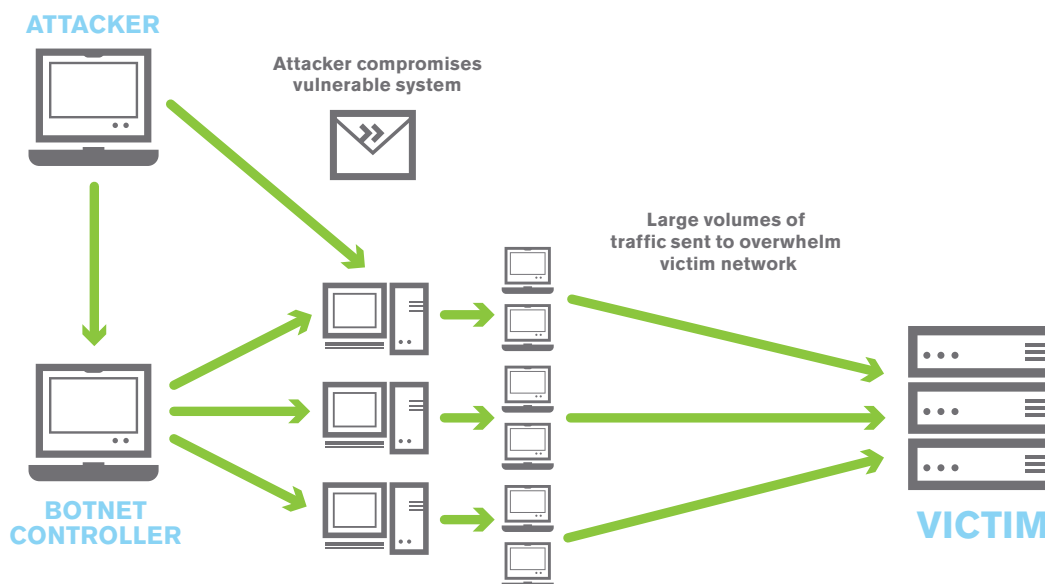 ATTACKER
Attacker compromises
vulnerable system
Large volumes of
traffic sent to overwhelm
victim network
BOTNET
CONTROLLER
VICTIM